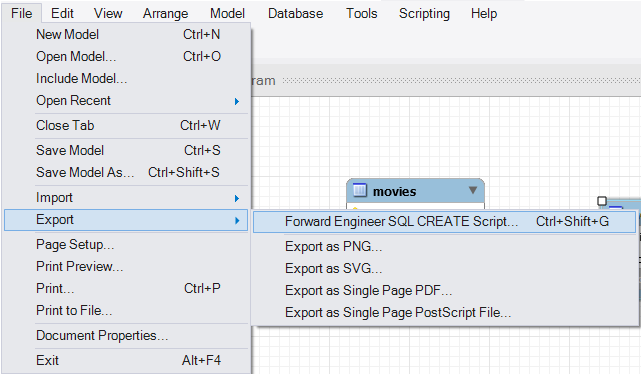 File Edit View Arrange Model Database Tools Scripting Help
New Model Ctrl+N
Open Model... Ctrl+O
Include Model...
ram
Open Recent
Close Tab Ctrl+W
Save Model Ctrl+S
Save Model As... Ctrl+Shift+S
Import
movies
Export
Forward Engineer SQL CREATE Script... Ctrl+Shift+G
Export as PNG...
Export as SVG...
Export as Single Page PDF...
Export as Single Page PostScript File...
Page Setup...
Print Preview...
Print... Ctrl+P
Print to File...
Document Properties...
Exit Alt+F4